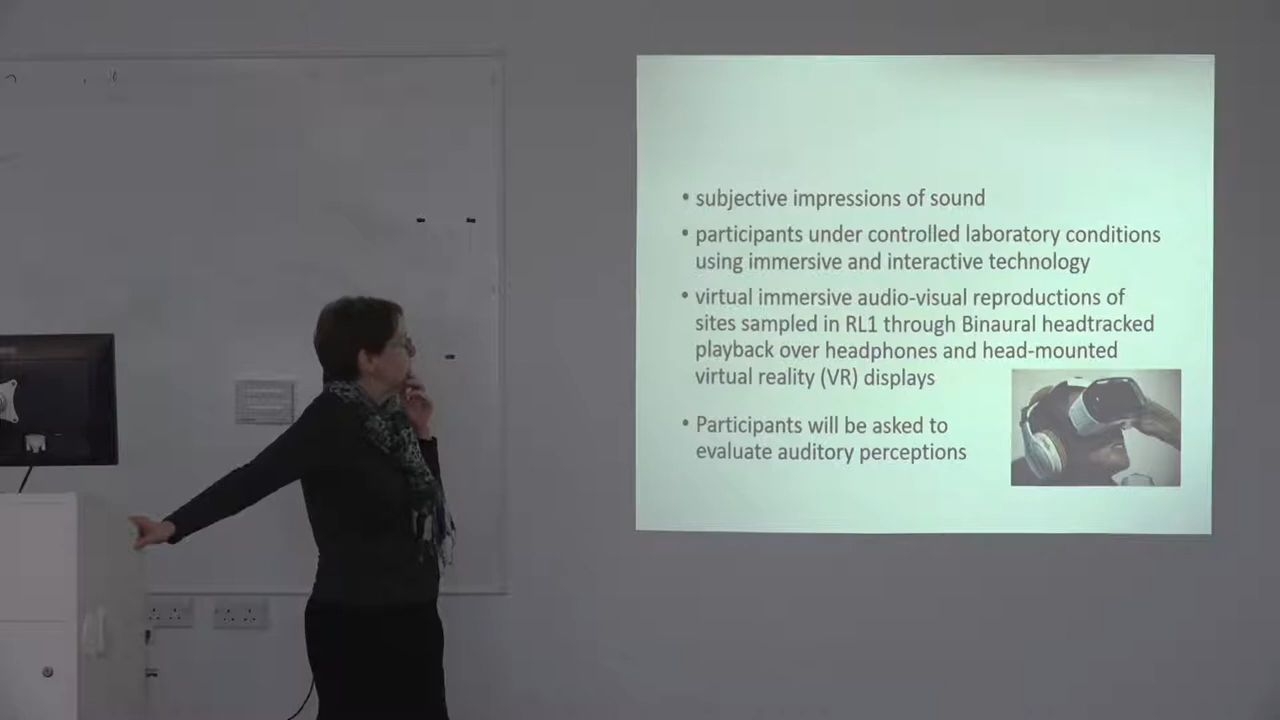 • subjective impressions of sound
• participants under controlled laboratory conditions
using immersive and interactive technology
• virtual immersive audio-visual reproductions of
sites sampled in RL1 through Binaural headtracked
playback over headphones and head-mounted
virtual reality (VR) displays
• Participants will be asked to
evaluate auditory perceptions